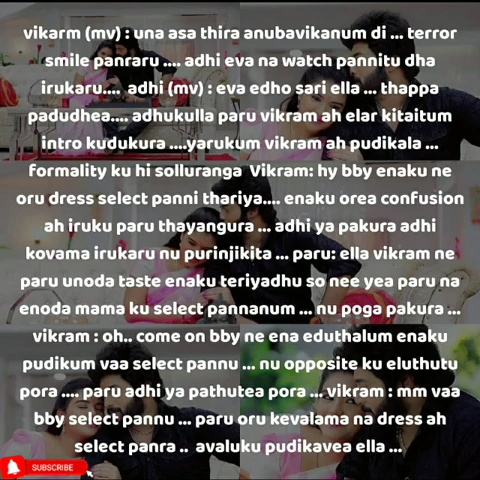 vikarm (mv) : una asa thira anubavikanum di ... terror
smile panraru .... adhi eva na watch pannitu dha
irukaru.... adhi (mv) : eva edho sari ella ... thappa
padudhea.... adhukulla paru vikram ah elar kitaitum
intro kudukura ....yarukum vikram ah pudikala ...
formality ku hi solluranga Vikram: hy bby enaku ne
oru dress select panni thariya.... enaku orea confusion
ah iruku paru thayangura ... adhi ya pakura adhi
kovama irukaru nu purinjikita ... paru: ella vikram ne
paru unoda taste enaku teriyadhu so nee yea paru na
enoda mama ku select pannanum ... nu poga pakura ...
vikram : oh.. come on bby ne ena eduthalum enaku
pudikum vaa select pannu ... nu opposite ku eluthutu
pora .... paru adhi ya pathutea pora ... vikram : mm vaa
bby select pannu ... paru oru kevalama na dress ah
select panra .. avaluku pudikavea ella ...
SUBSCRIBE